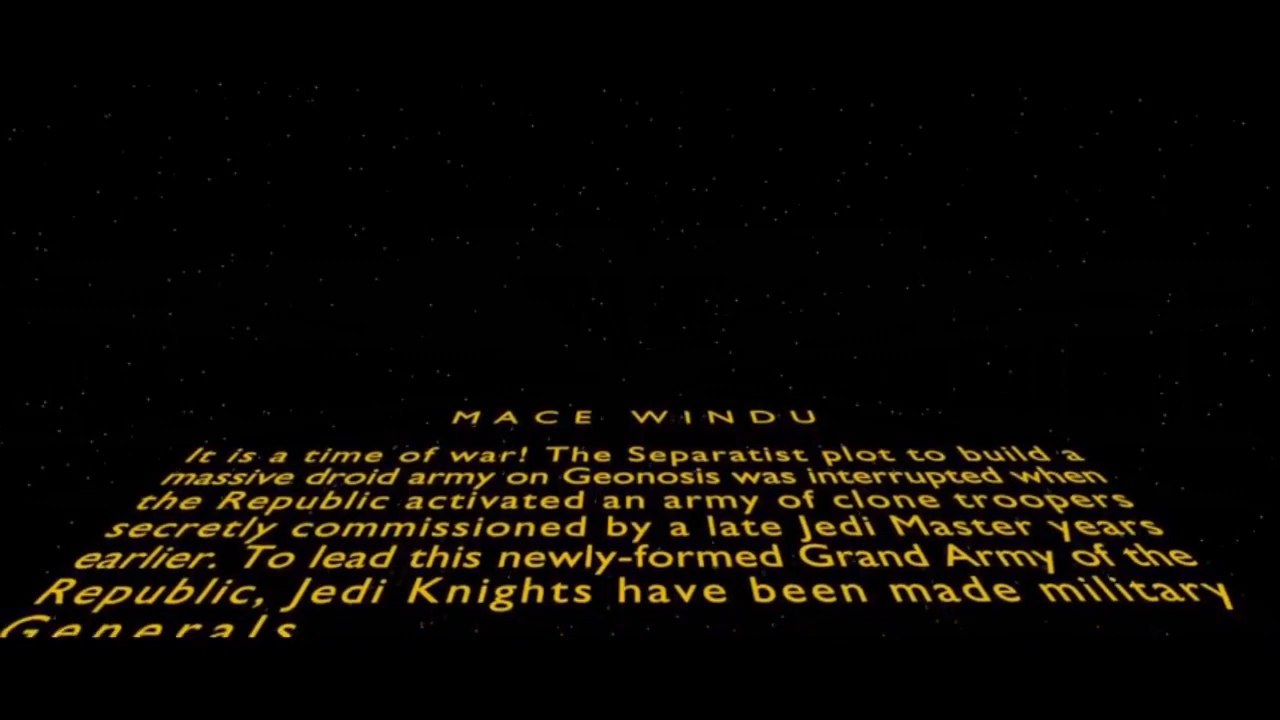 MACE WINDU
It is a time of war! The Separatist plot to build a
massive droid army on Geonosis was interrupted when
the Republic activated an army of clone troopers
secretly commissioned by a late Jedi Master years
earlier. To lead this newly-formed Grand Army of the
Republic, Jedi Knights have been made military
Generals